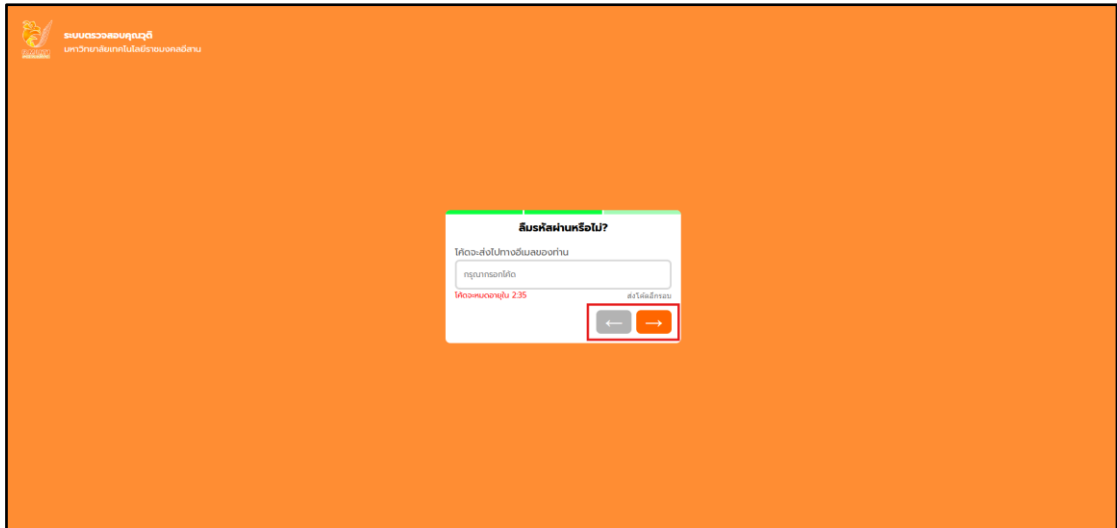 ระบบตรวจสอบคุณวุฒิ
มหาวิทยาลัยเทคโนโลยีราชมงคลอีสาน
ลืมรหัสผ่านหรือไม่?
โค้ดจะส่งไปทางอีเมลของท่าน
กรุณากรอกโค้ด
โค้ดจะหมดอายุใน 2:35
ส่งโค้ดอีกรอบ
← →